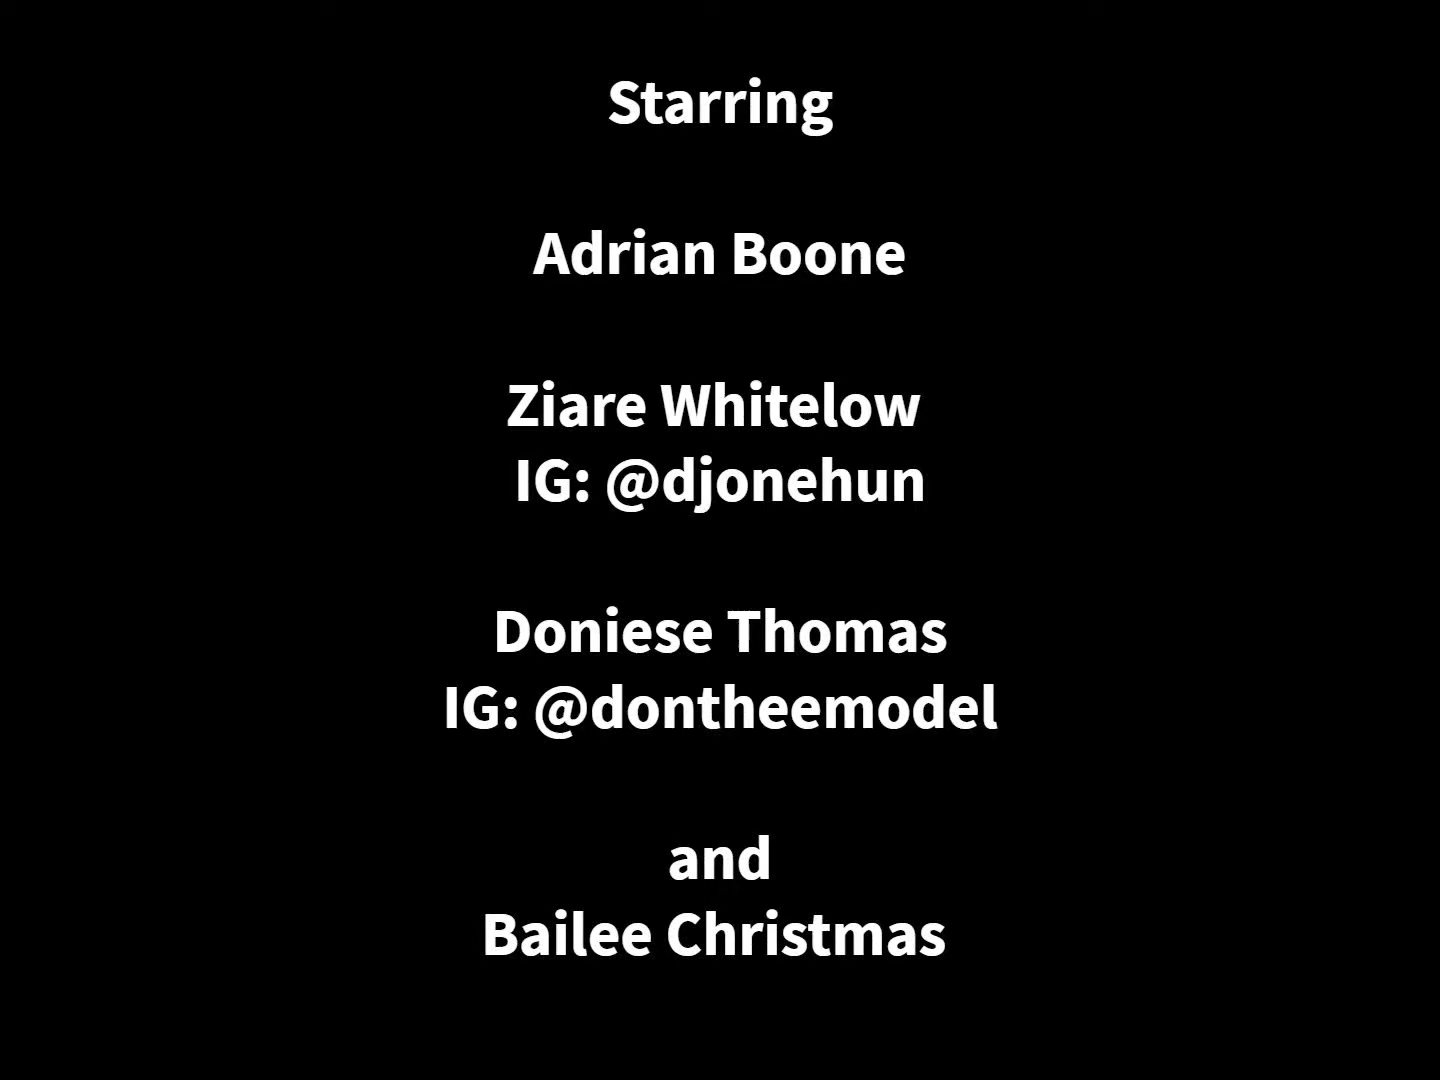 Starring
Adrian Boone
Ziare Whitelow
IG: @djonehun
Doniese Thomas
IG: @dontheemodel
and
Bailee Christmas